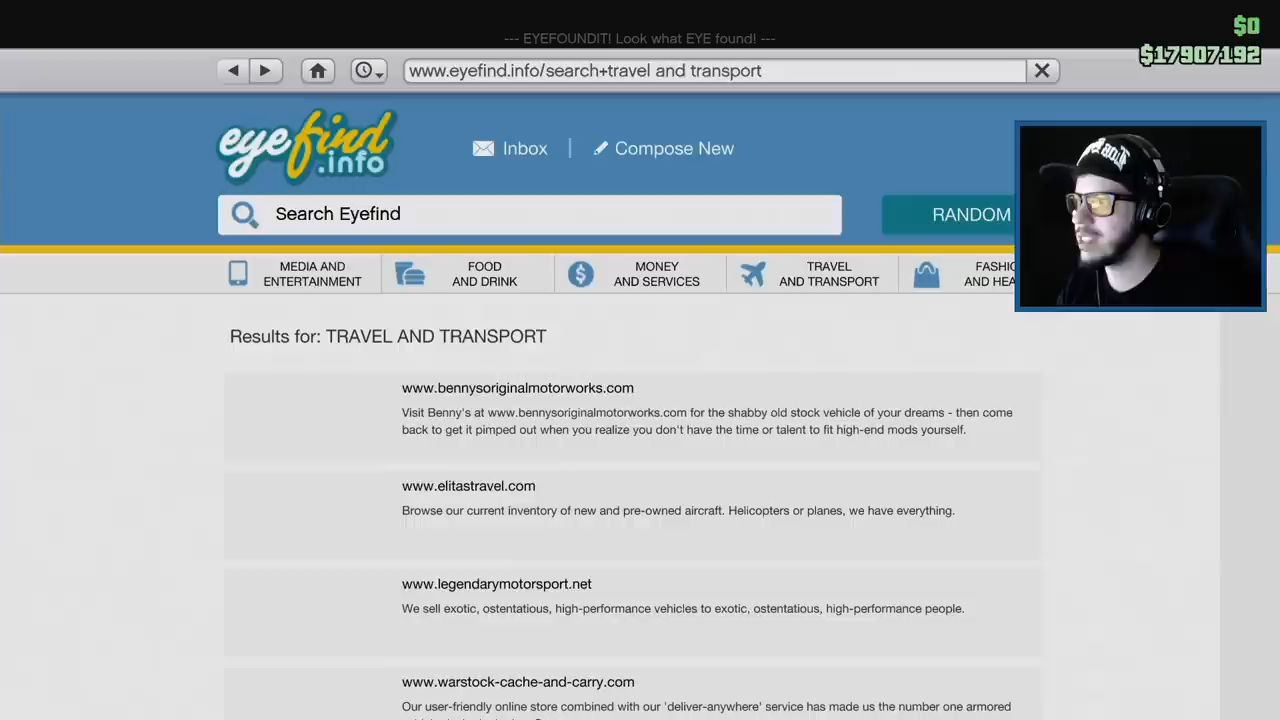 $0
--- EYEFOUNDIT! Look what EYE found! ---
$17907192
www.eyefind.info/search+travel and transport
eyefind
.info
Inbox
Compose New
Search Eyefind
RANDOM
MEDIA AND
ENTERTAINMENT
FOOD
AND DRINK
MONEY
AND SERVICES
TRAVEL
AND TRANSPORT
FASHI
AND HEA
Results for: TRAVEL AND TRANSPORT
www.bennysoriginalmotorworks.com
Visit Benny's at www.bennysoriginalmotorworks.com for the shabby old stock vehicle of your dreams - then come
back to get it pimped out when you realize you don't have the time or talent to fit high-end mods yourself.
www.elitastravel.com
Browse our current inventory of new and pre-owned aircraft. Helicopters or planes, we have everything.
www.legendarymotorsport.net
We sell exotic, ostentatious, high-performance vehicles to exotic, ostentatious, high-performance people.
www.warstock-cache-and-carry.com
Our user-friendly online store combined with our 'deliver-anywhere' service has made us the number one armored